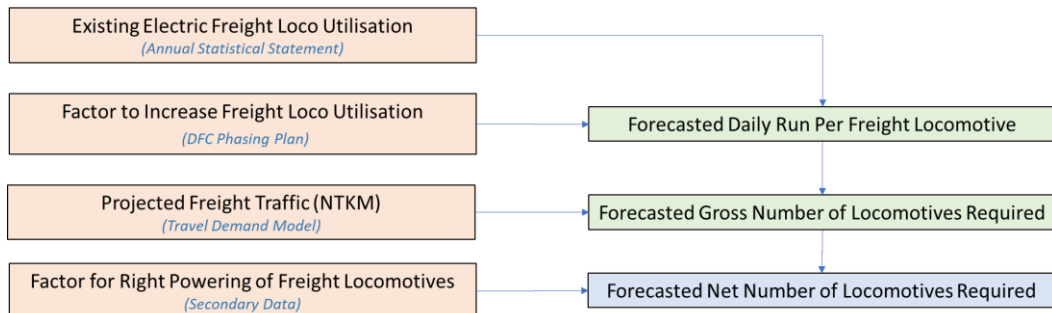 Existing Electric Freight Loco Utilisation
(Annual Statistical Statement)
Factor to Increase Freight Loco Utilisation
(DFC Phasing Plan)
Forecasted Daily Run Per Freight Locomotive
Projected Freight Traffic (NTKM)
(Travel Demand Model)
Forecasted Gross Number of Locomotives Required
Factor for Right Powering of Freight Locomotives
(Secondary Data)
Forecasted Net Number of Locomotives Required